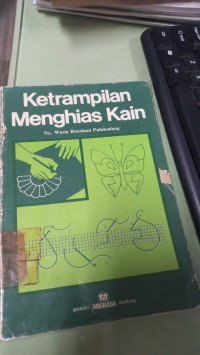 Ketrampilan
Menghias Kain
Ny. Wasia Roesbani Pulukadang
penerbit ANGKASA bandung